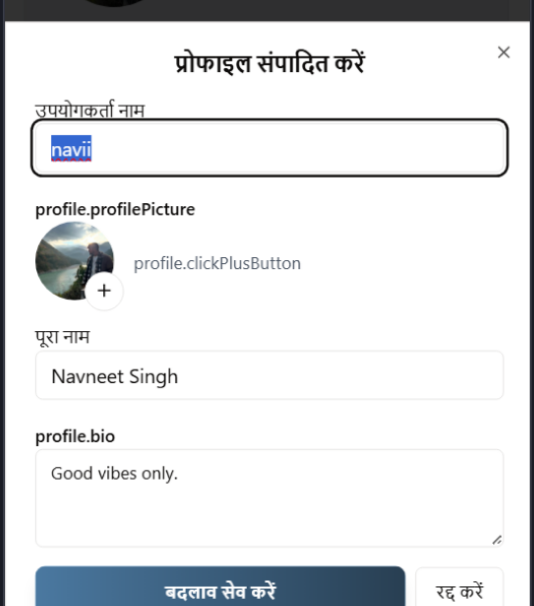 प्रोफाइल संपादित करें
उपयोगकर्ता नाम
navii
profile.profilePicture
profile.clickPlusButton
पूरा नाम
Navneet Singh
profile.bio
Good vibes only.
बदलाव सेव करें
रद्द करें